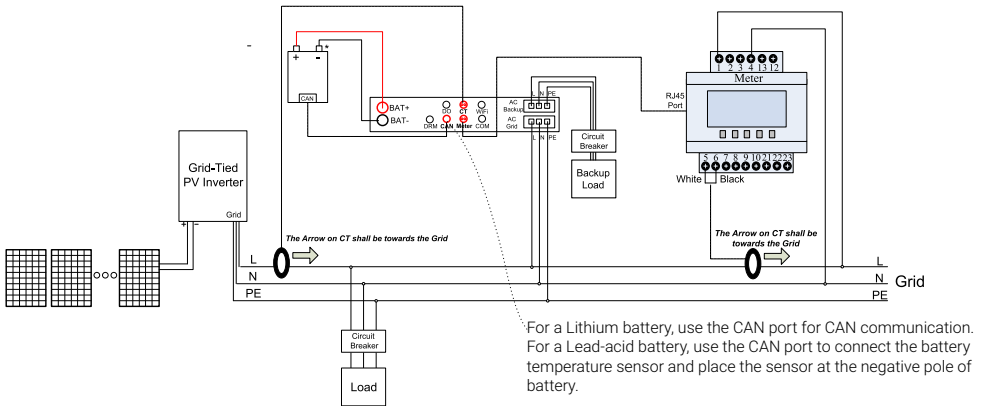 1 2 3 4 13 12
Meter
RJ45
Port
5 6 7 8 9 10 21 22 23
White Black
+ - *
CAN
BAT+
BAT-
DO CT WiFi
DRM CAN Meter COM
AC
Backup
AC
Grid
L N PE
L N PE
Circuit
Breaker
Backup
Load
Grid-Tied
PV Inverter
Grid
+ -
The Arrow on CT shall be towards the Grid
The Arrow on CT shall be
towards the Grid
L
N
PE
L
N
PE
Grid
Circuit
Breaker
Load
For a Lithium battery, use the CAN port for CAN communication.
For a Lead-acid battery, use the CAN port to connect the battery
temperature sensor and place the sensor at the negative pole of
battery.